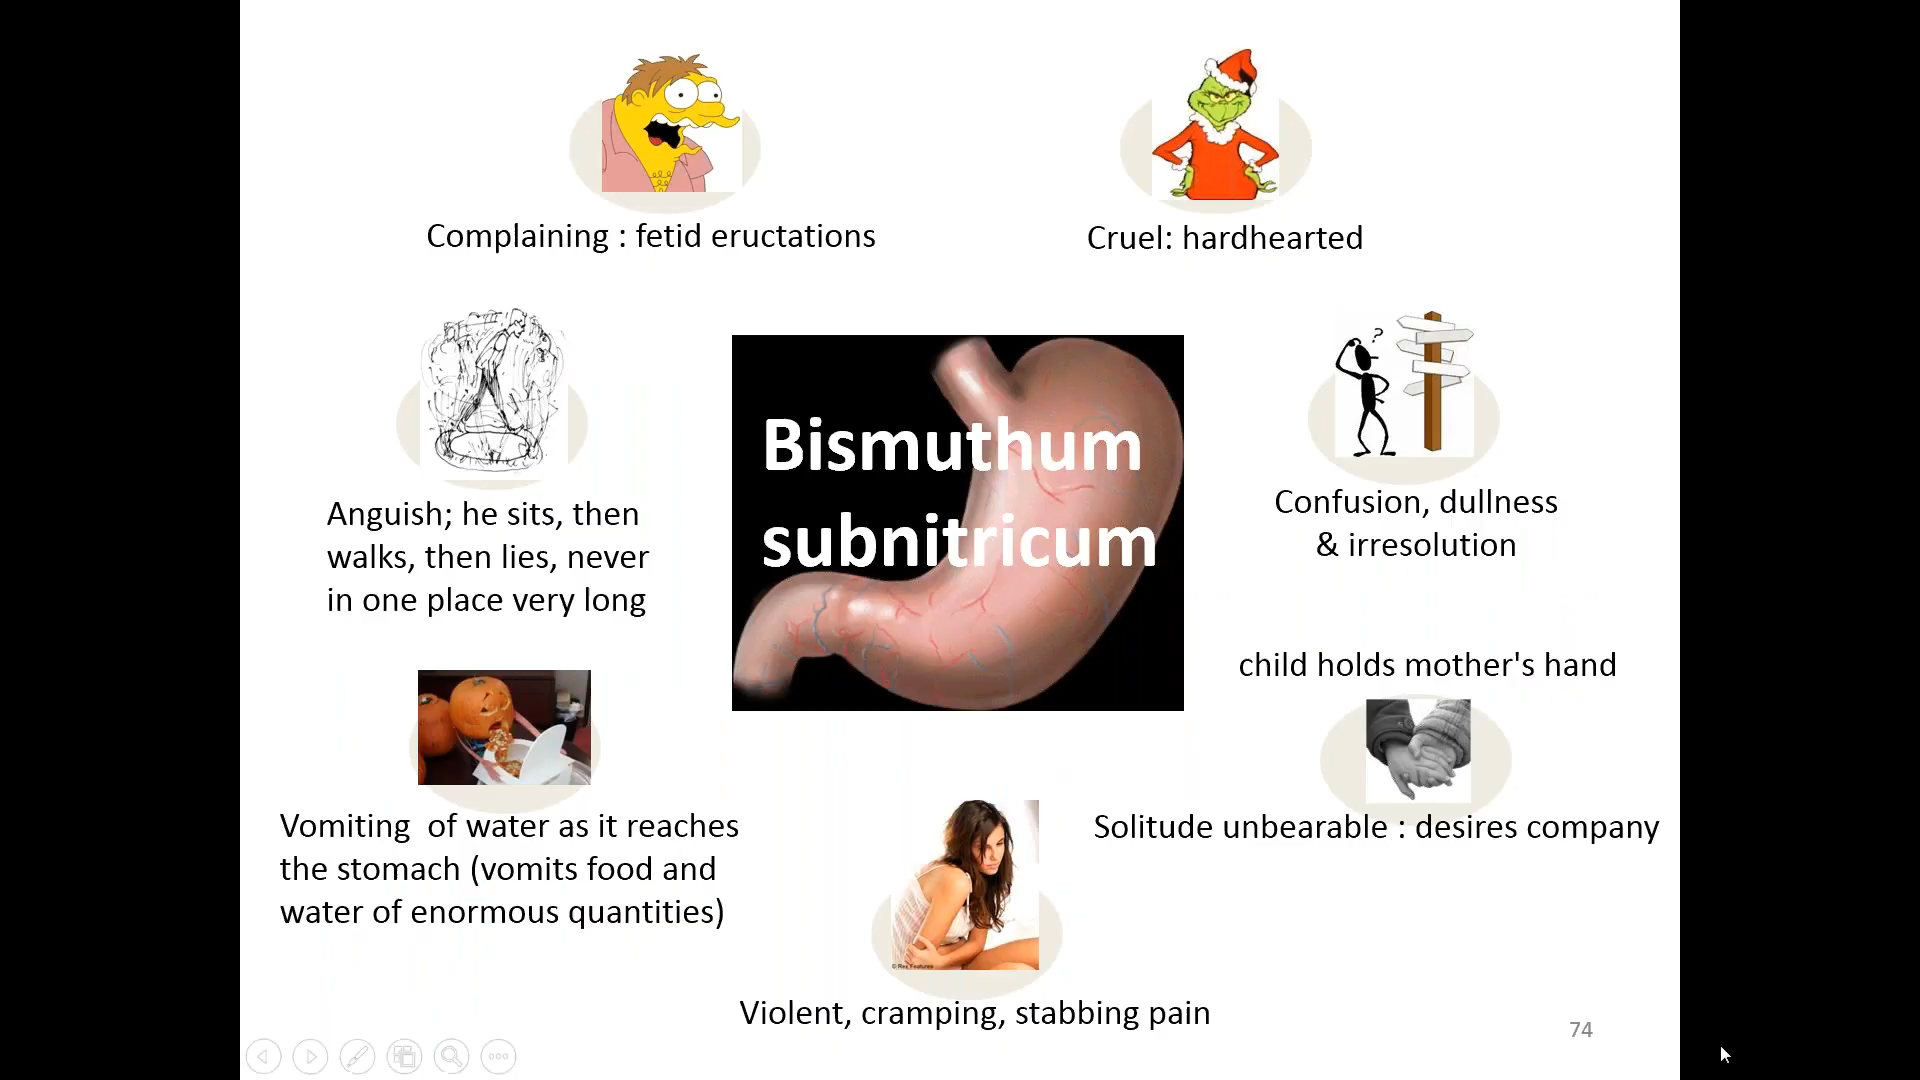 Complaining : fetid eructations
Cruel: hardhearted
?
Bismuthum
subnitricum
Anguish; he sits, then
walks, then lies, never
in one place very long
Confusion, dullness
& irresolution
child holds mother's hand
Vomiting  of water as it reaches
the stomach (vomits food and
water of enormous quantities)
Solitude unbearable : desires company
© Rex Features
Violent, cramping, stabbing pain
74